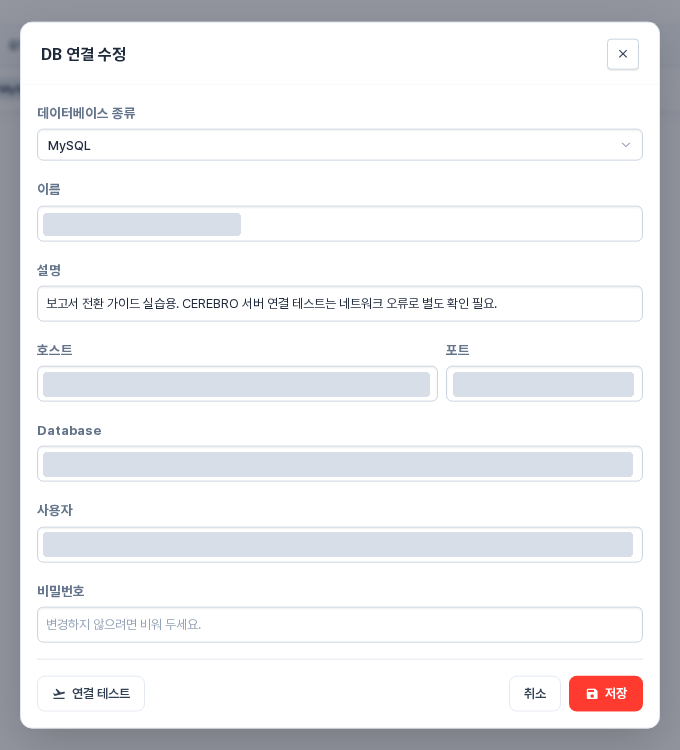 DB 연결 수정
데이터베이스 종류
MySQL
이름
설명
보고서 전환 가이드 실습용. CEREBRO 서버 연결 테스트는 네트워크 오류로 별도 확인 필요.
호스트
포트
Database
사용자
비밀번호
변경하지 않으려면 비워 두세요.
연결 테스트
취소
저장